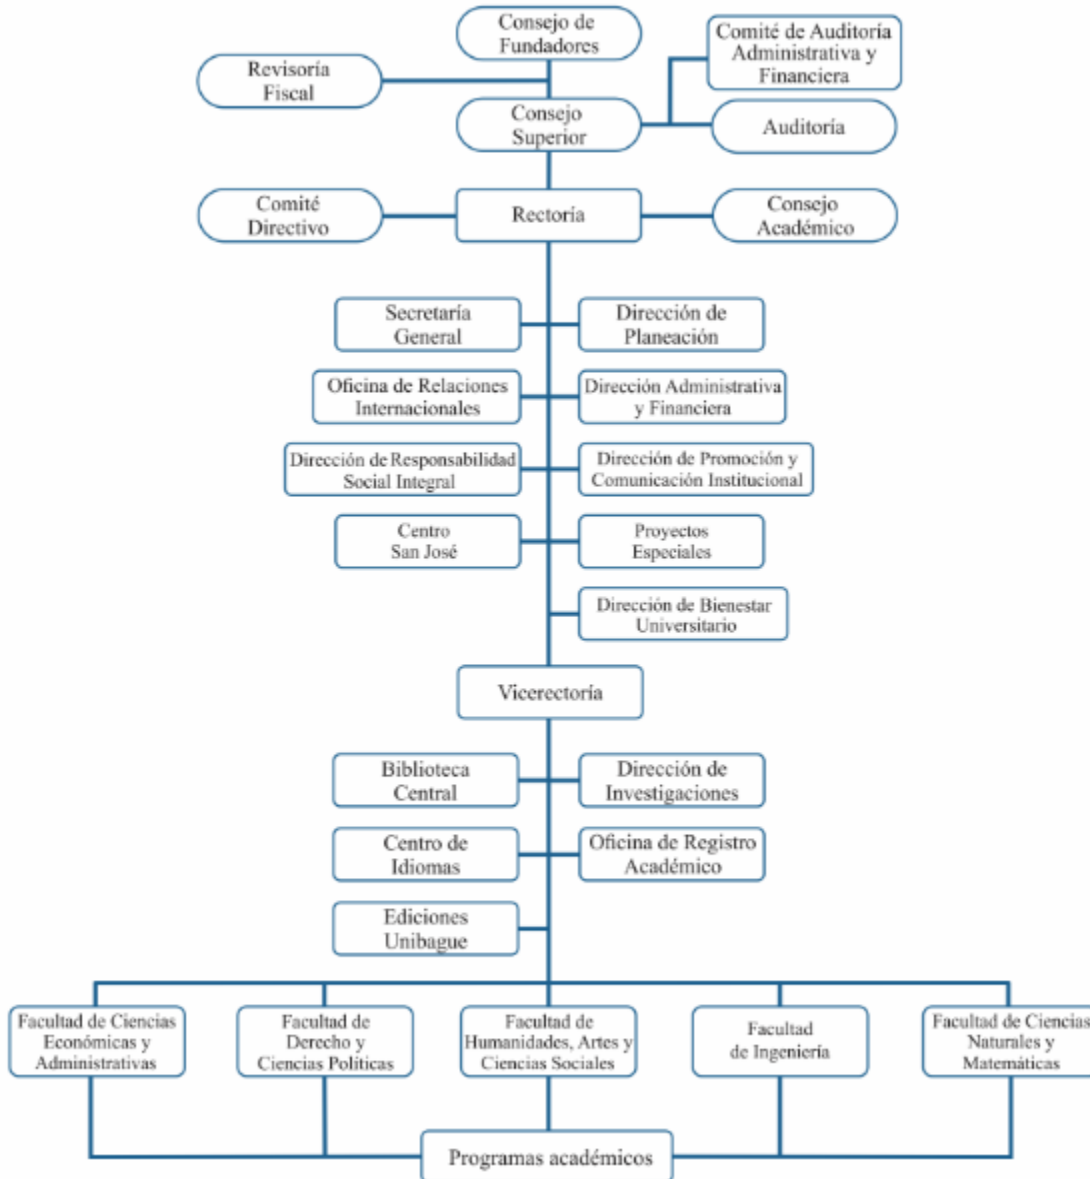 Consejo de
Fundadores
Comité de Auditoría
Administrativa y
Financiera
Revisoría
Fiscal
Consejo
Superior
Auditoría
Comité
Directivo
Rectoría
Consejo
Académico
Secretaría
General
Dirección de
Planeación
Oficina de Relaciones
Internacionales
Dirección Administrativa
y Financiera
Dirección de Responsabilidad
Social Integral
Dirección de Promoción y
Comunicación Institucional
Centro
San José
Proyectos
Especiales
Dirección de Bienestar
Universitario
Vicerectoría
Biblioteca
Central
Dirección de
Investigaciones
Centro de
Idiomas
Oficina de Registro
Académico
Ediciones
Unibague
Facultad de Ciencias
Económicas y
Administrativas
Facultad de
Derecho y
Ciencias Políticas
Facultad de
Humanidades, Artes y
Ciencias Sociales
Facultad
de Ingeniería
Facultad de Ciencias
Naturales y
Matemáticas
Programas académicos